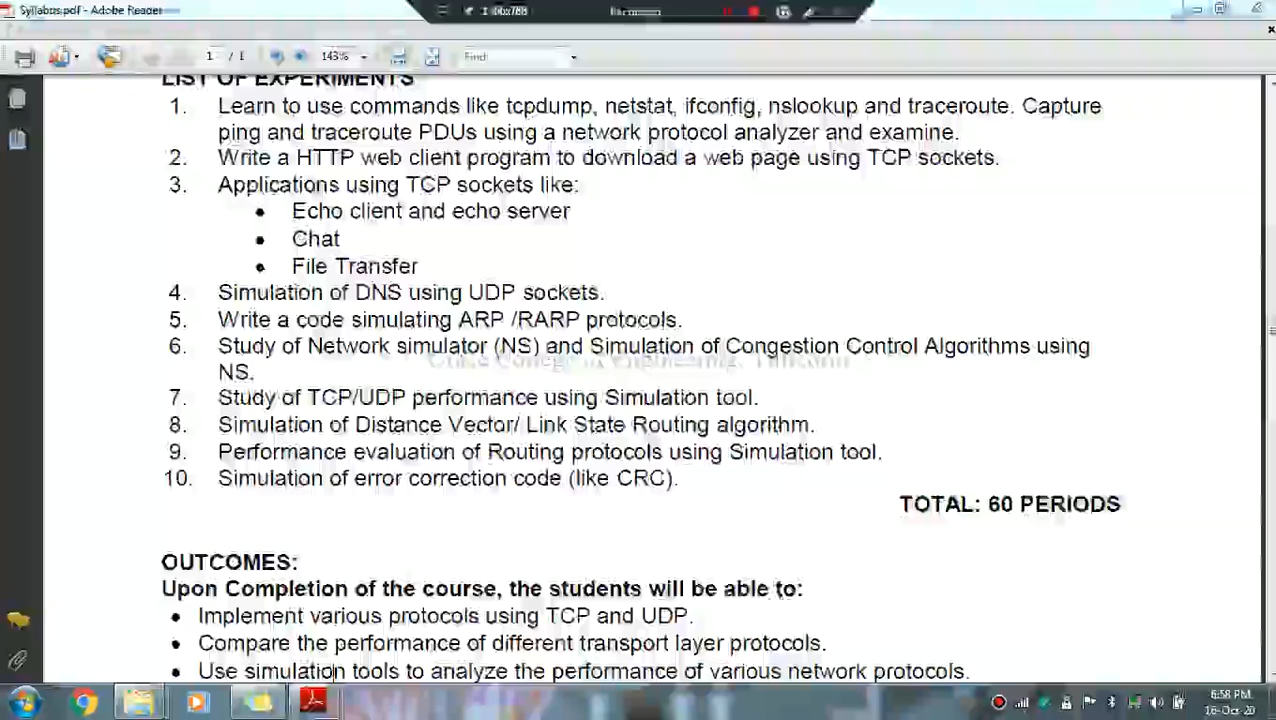 Syllabus.pdf - Adobe Reader
1 / 1
143%
Find
LIST OF EXPERIMENTS
1. Learn to use commands like tcpdump, netstat, ifconfig, nslookup and traceroute. Capture
ping and traceroute PDUs using a network protocol analyzer and examine.
2. Write a HTTP web client program to download a web page using TCP sockets.
3. Applications using TCP sockets like:
• Echo client and echo server
• Chat
• File Transfer
4. Simulation of DNS using UDP sockets.
5. Write a code simulating ARP /RARP protocols.
6. Study of Network simulator (NS) and Simulation of Congestion Control Algorithms using
NS.
7. Study of TCP/UDP performance using Simulation tool.
8. Simulation of Distance Vector/ Link State Routing algorithm.
9. Performance evaluation of Routing protocols using Simulation tool.
10. Simulation of error correction code (like CRC).
TOTAL: 60 PERIODS
OUTCOMES:
Upon Completion of the course, the students will be able to:
• Implement various protocols using TCP and UDP.
• Compare the performance of different transport layer protocols.
• Use simulation tools to analyze the performance of various network protocols.
6:58 PM
16-Oct-20